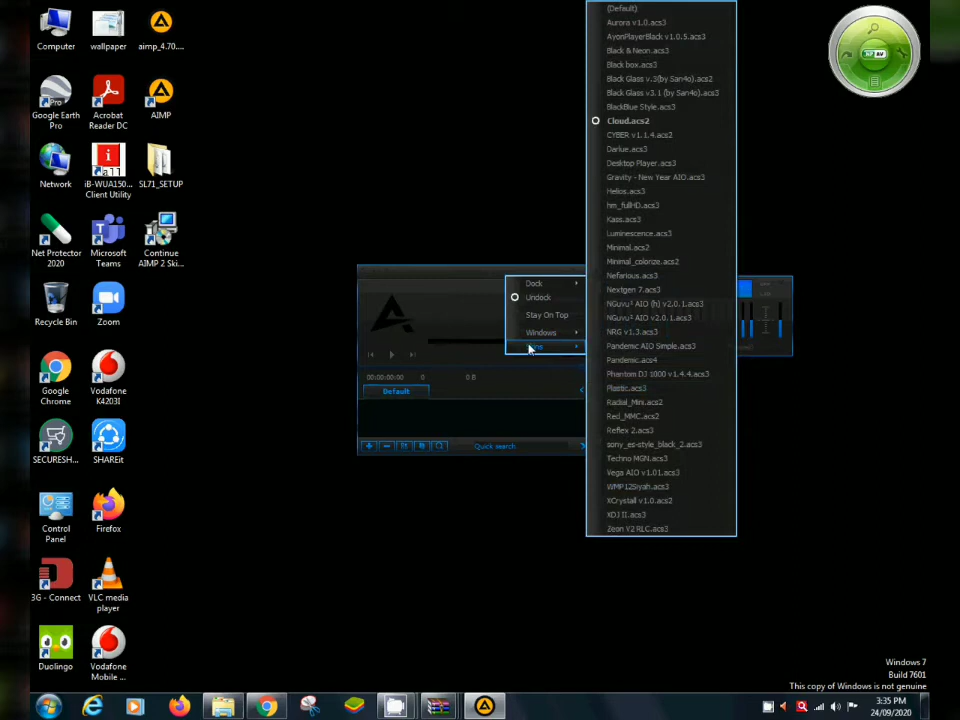 Computer
wallpaper
aimp_4.70....
Google Earth
Pro
Acrobat
Reader DC
AIMP
Network
iB-WUA150...
Client Utility
SL71_SETUP
Net Protector
2020
Microsoft
Teams
Continue
AIMP 2 Ski...
Recycle Bin
Zoom
Google
Chrome
Vodafone
K4203I
SECURESH...
SHAREit
Control
Panel
Firefox
3G - Connect
VLC media
player
Duolingo
Vodafone
Mobile ...
Dock
Undock
Stay On Top
Windows
00:00:00:00
0
0 B
Default
Quick search
(Default)
Aurora v1.0.acs3
AyonPlayerBlack v1.0.5.acs3
Black & Neon.acs3
Black box.acs3
Black Glass v.3(by San4o).acs2
Black Glass v3.1 (by San4o).acs3
BlackBlue Style.acs3
Cloud.acs2
CYBER v1.1.4.acs2
Darlue.acs3
Desktop Player.acs3
Gravity - New Year AIO.acs3
Helios.acs3
hm_fullHD.acs3
Kass.acs3
Luminescence.acs3
Minimal.acs2
Minimal_colorize.acs2
Nefarious.acs3
Nextgen 7.acs3
NGuvu² AIO (h) v2.0.1.acs3
NGuvu² AIO v2.0.1.acs3
NRG v1.3.acs3
Pandemic AIO Simple.acs3
Pandemic.acs4
Phantom DJ 1000 v1.4.4.acs3
Plastic.acs3
Radial_Mini.acs2
Red_MMC.acs2
Reflex 2.acs3
sony_es-style_black_2.acs3
Techno MGN.acs3
Vega AIO v1.01.acs3
WMP12Siyah.acs3
XCrystall v1.0.acs2
XDJ II.acs3
Zeon V2 RLC.acs3
Windows 7
Build 7601
This copy of Windows is not genuine
3:35 PM
24/09/2020